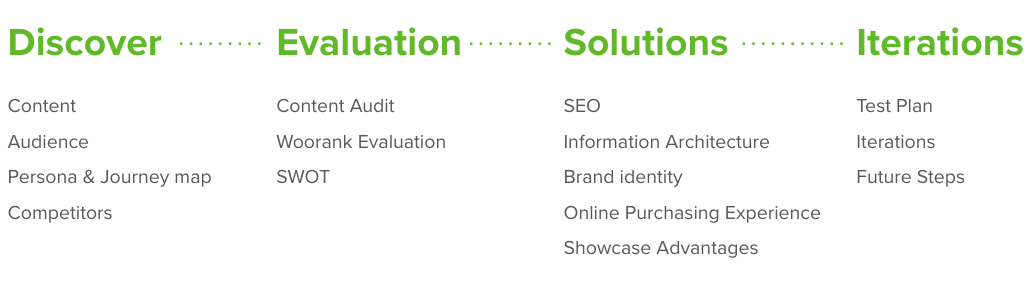 Discover
Content
Audience
Persona & Journey map
Competitors
Evaluation
Content Audit
Woorank Evaluation
SWOT
Solutions
SEO
Information Architecture
Brand identity
Online Purchasing Experience
Showcase Advantages
Iterations
Test Plan
Iterations
Future Steps